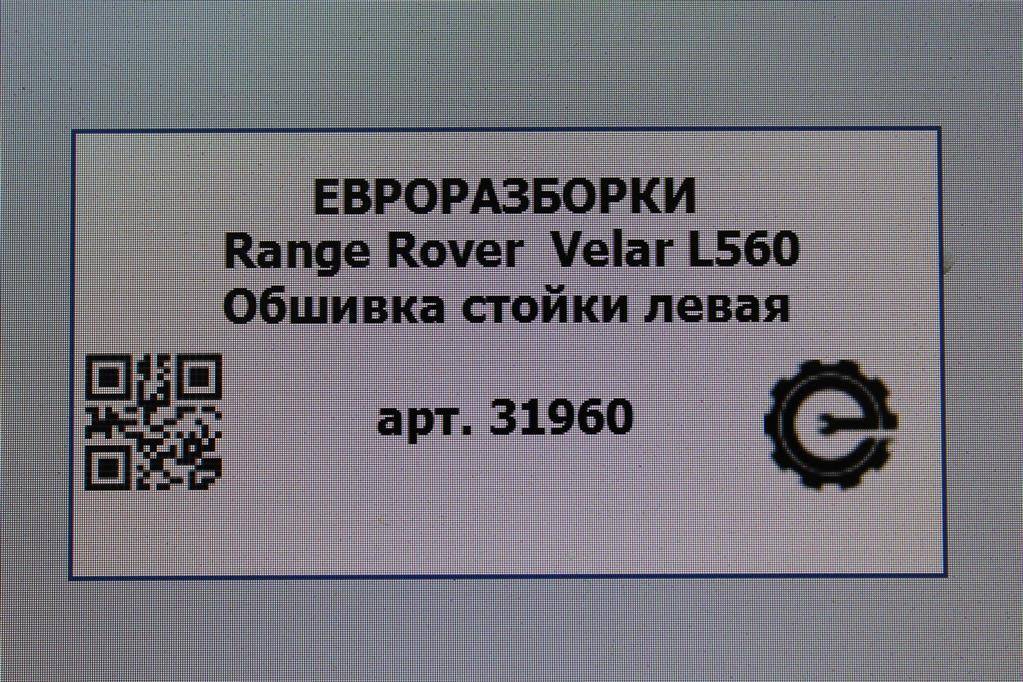 ЕВРОРАЗБОРКИ
Range Rover Velar L560
Обшивка стойки левая
арт. 31960